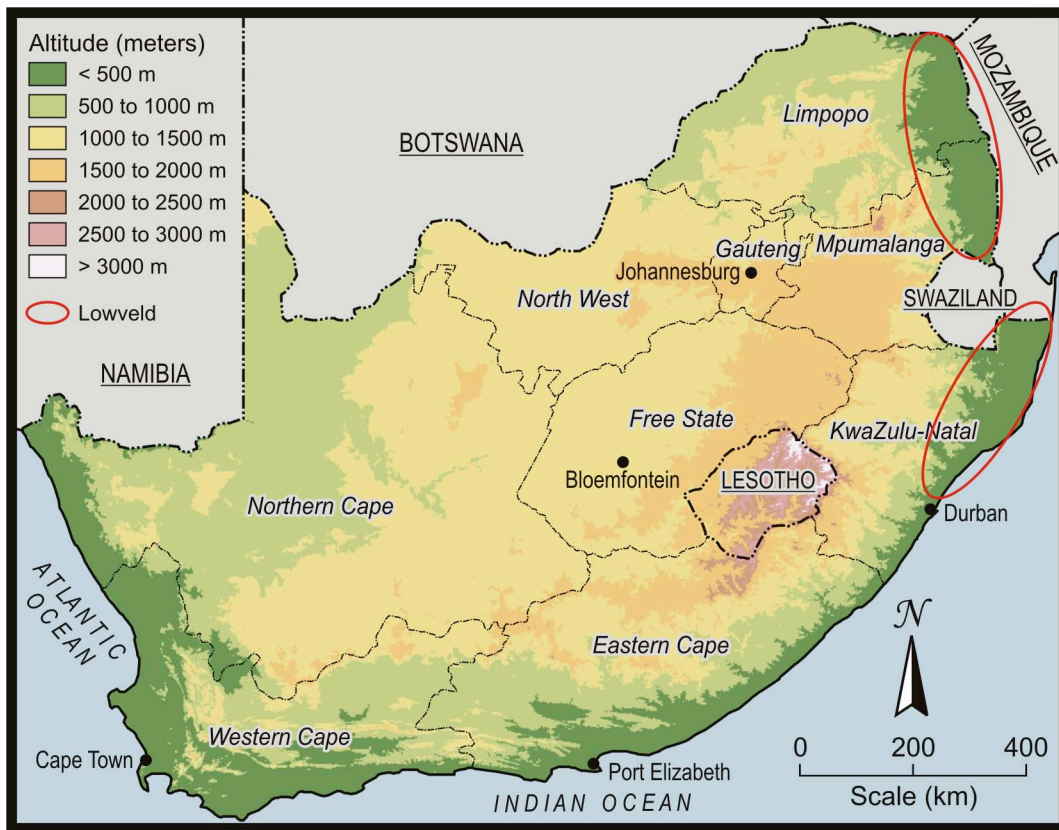 Altitude (meters)
< 500 m
500 to 1000 m
1000 to 1500 m
1500 to 2000 m
2000 to 2500 m
2500 to 3000 m
> 3000 m
Lowveld
BOTSWANA
MOZAMBIQUE
Limpopo
Gauteng
Mpumalanga
Johannesburg
North West
SWAZILAND
NAMIBIA
Free State
KwaZulu-Natal
Bloemfontein
LESOTHO
Northern Cape
Durban
ATLANTIC
OCEAN
N
Eastern Cape
Western Cape
Cape Town
Port Elizabeth
INDIAN OCEAN
0 200 400
Scale (km)